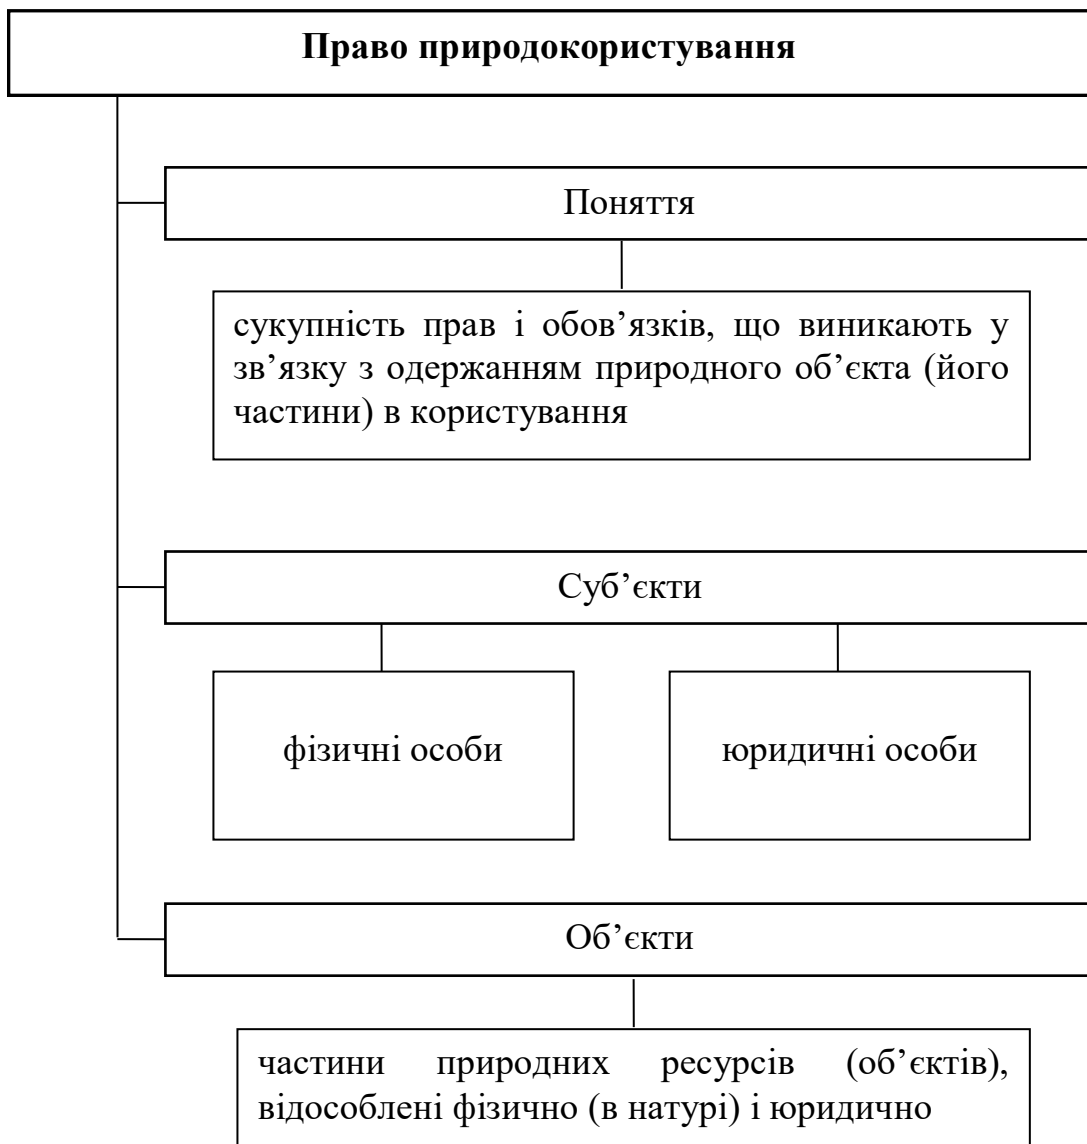 Право природокористування
Поняття
сукупність прав і обов’язків, що виникають у
зв’язку з одержанням природного об’єкта (його
частини) в користування
Суб’єкти
фізичні особи
юридичні особи
Об’єкти
частини природних ресурсів (об’єктів),
відособлені фізично (в натурі) і юридично